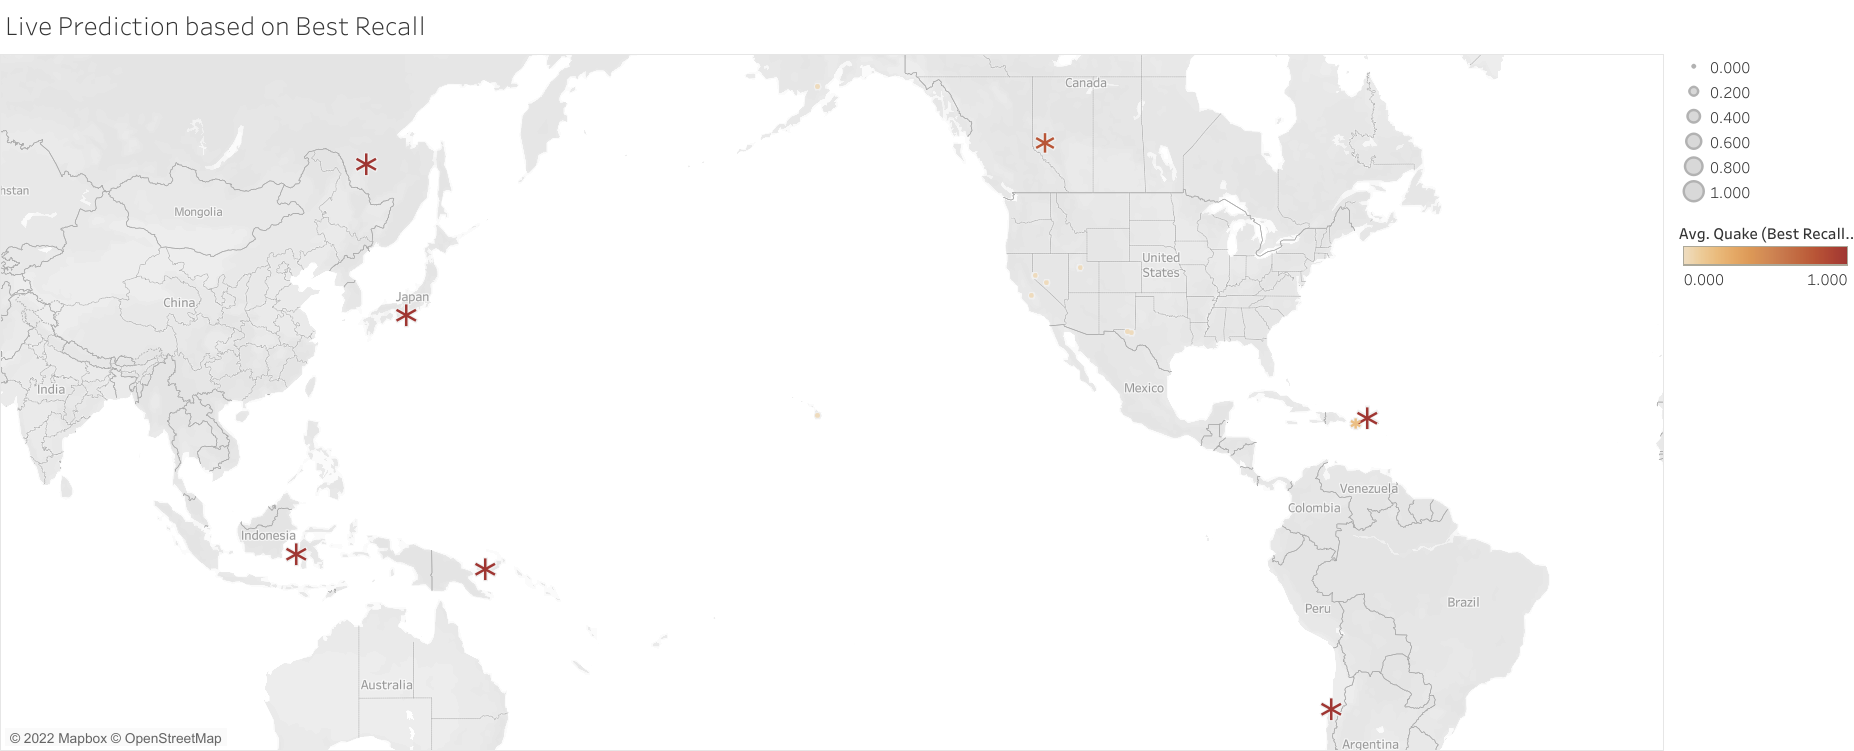 Live Prediction based on Best Recall
Canada
nstan
Mongolia
United
States
China
Japan
India
Mexico
Venezuela
Colombia
Indonesia
Peru
Brazil
Australia
Argentina
© 2022 Mapbox © OpenStreetMap
0.000
0.200
0.400
0.600
0.800
1.000
Avg. Quake (Best Recall..
0.000 1.000